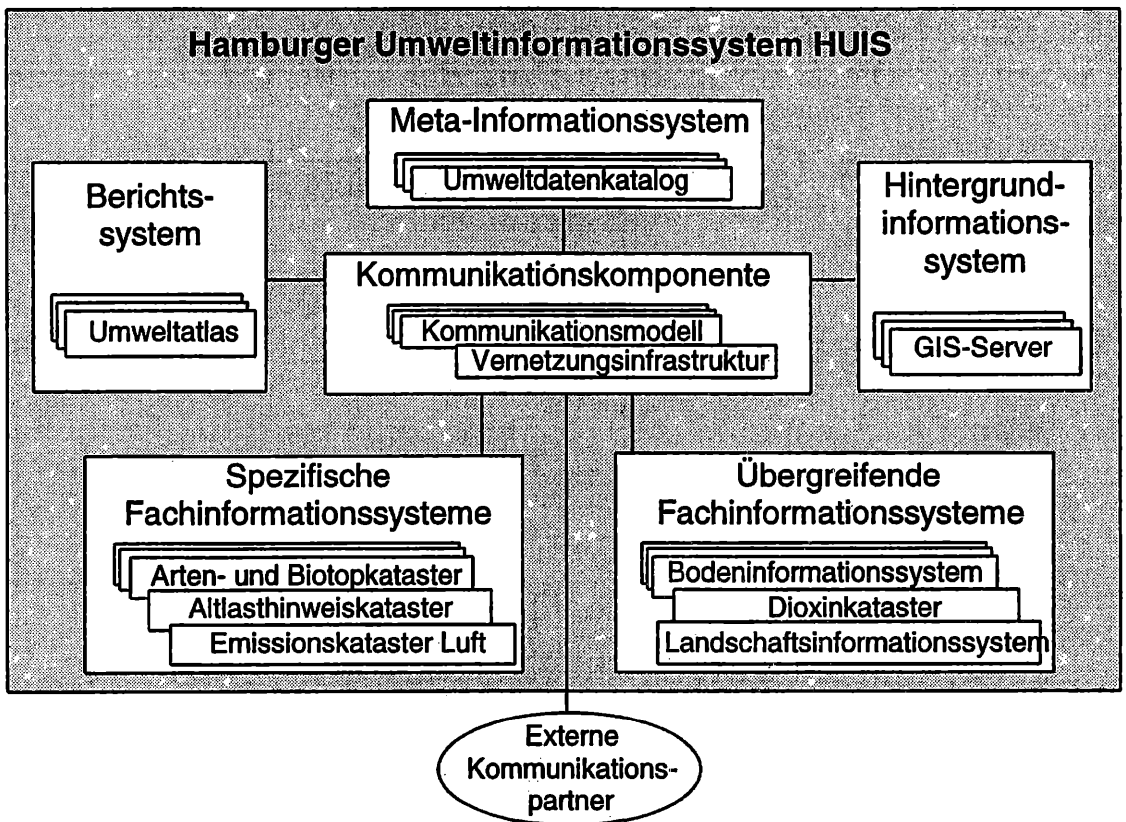 Hamburger Umweltinformationssystem HUIS
Meta-Informationssystem
Umweltdatenkatalog
Berichts-
system
Umweltatlas
Kommunikationskomponente
Kommunikationsmodell
Vernetzungsinfrastruktur
Hintergrund-
informations-
system
GIS-Server
Spezifische
Fachinformationssysteme
Arten- und Biotopkataster
Altlasthinweiskataster
Emissionskataster Luft
Übergreifende
Fachinformationssysteme
Bodeninformationssystem
Dioxinkataster
Landschaftsinformationssystem
Externe
Kommunikations-
partner